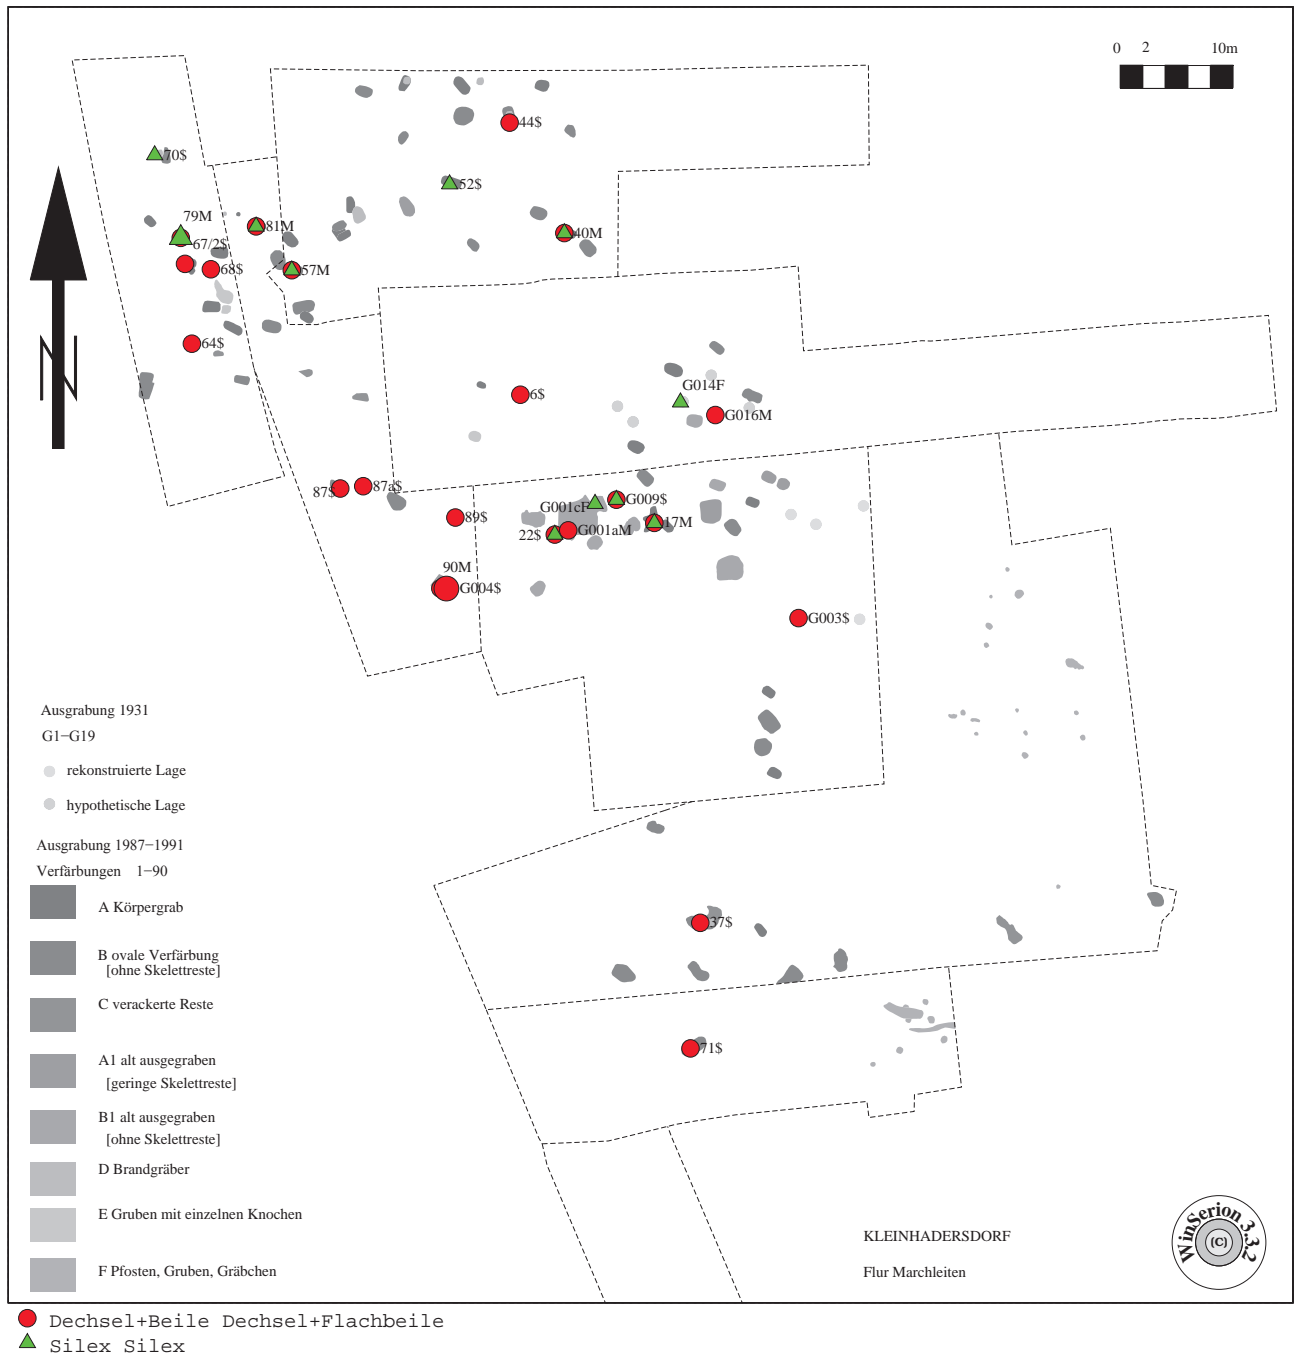 0 2 10m
44$
70$
52$
79M
81M
40M
67/2$
68$
57M
64$
G014F
6$
G016M
87$
87a$
G009$
G001cF
89$
17M
22$
G001aM
90M
G004$
G003$
Ausgrabung 1931
G1−G19
rekonstruierte Lage
hypothetische Lage
Ausgrabung 1987−1991
Verfärbungen 1−90
A Körpergrab
37$
B ovale Verfärbung
[ohne Skelettreste]
C verackerte Reste
71$
A1 alt ausgegraben
[geringe Skelettreste]
B1 alt ausgegraben
[ohne Skelettreste]
D Brandgräber
E Gruben mit einzelnen Knochen
F Pfosten, Gruben, Gräbchen
KLEINHADERSDORF
Flur Marchleiten
WinSerion 3.3.2
(C)
N
Dechsel+Beile Dechsel+Flachbeile
Silex Silex